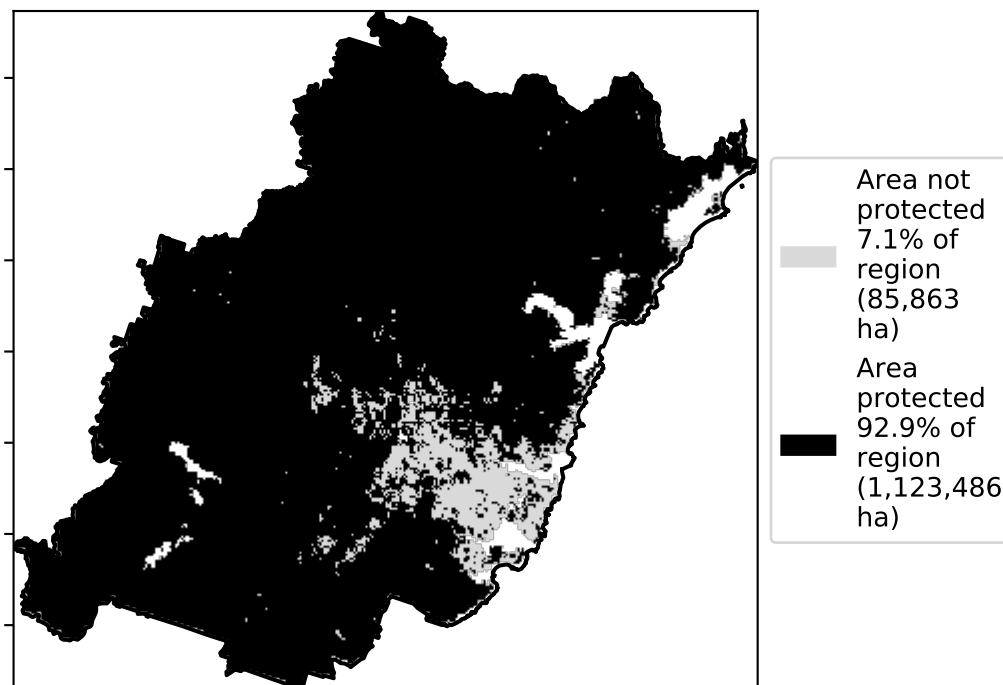 Area not
protected
7.1% of
region
(85,863
ha)
Area
protected
92.9% of
region
(1,123,486
ha)